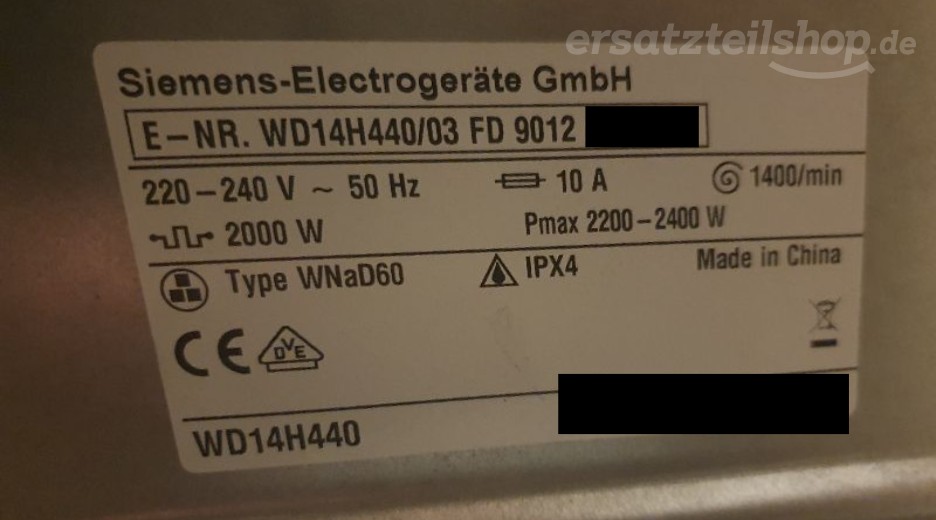 ersatzteilshop.de
Siemens-Electrogeräte GmbH
E-NR. WD14H440/03 FD 9012
220-240 V ~ 50 Hz 10 A 1400/min
2000 W Pmax 2200-2400 W
Type WNaD60 IPX4 Made in China
CE DVE
WD14H440